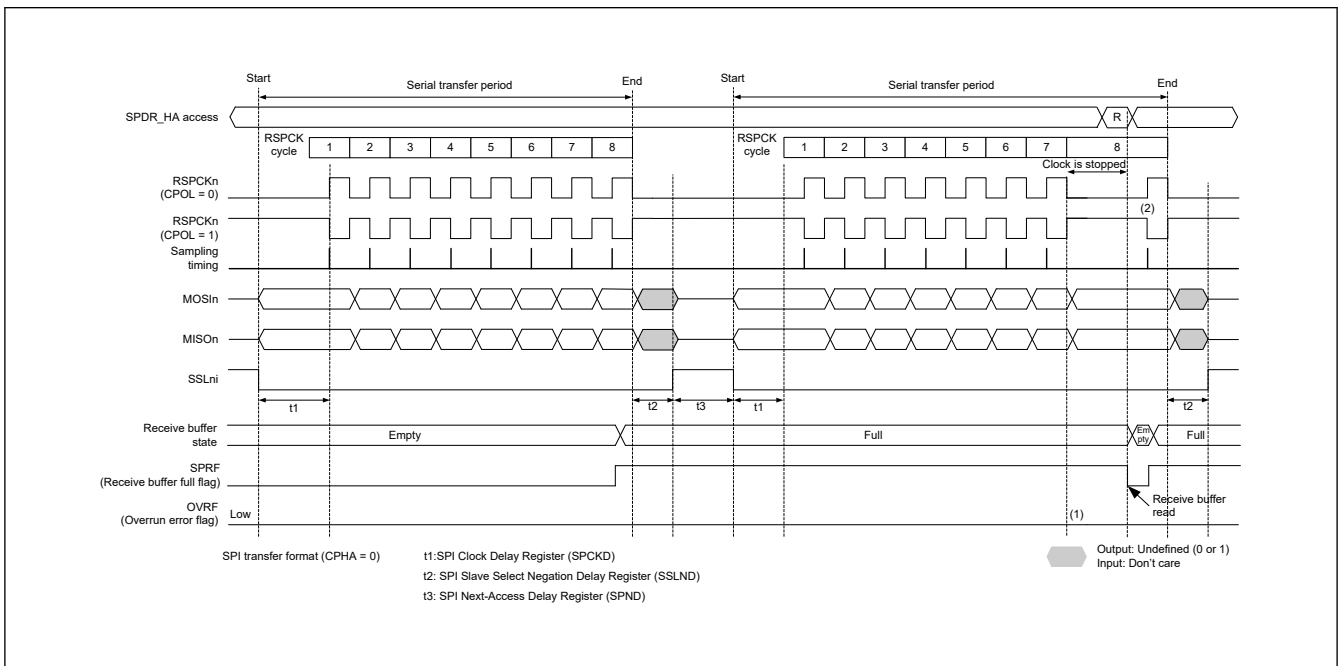 Start
Serial transfer period
End
Start
Serial transfer period
End
SPDR_HA access
R
RSPCK
cycle
1 2 3 4 5 6 7 8
RSPCK
cycle
1 2 3 4 5 6 7 8
Clock is stopped
RSPCKn
(CPOL = 0)
(2)
RSPCKn
(CPOL = 1)
Sampling
timing
MOSIn
MISOn
SSLni
t1
t2
t3
t1
t2
Receive buffer
state
Empty
Full
Em
pty
Full
SPRF
(Receive buffer full flag)
Receive buffer
read
OVRF
(Overrun error flag)
Low
(1)
SPI transfer format (CPHA = 0)
t1:SPI Clock Delay Register (SPCKD)
t2: SPI Slave Select Negation Delay Register (SSLND)
t3: SPI Next-Access Delay Register (SPND)
Output: Undefined (0 or 1)
Input: Don't care